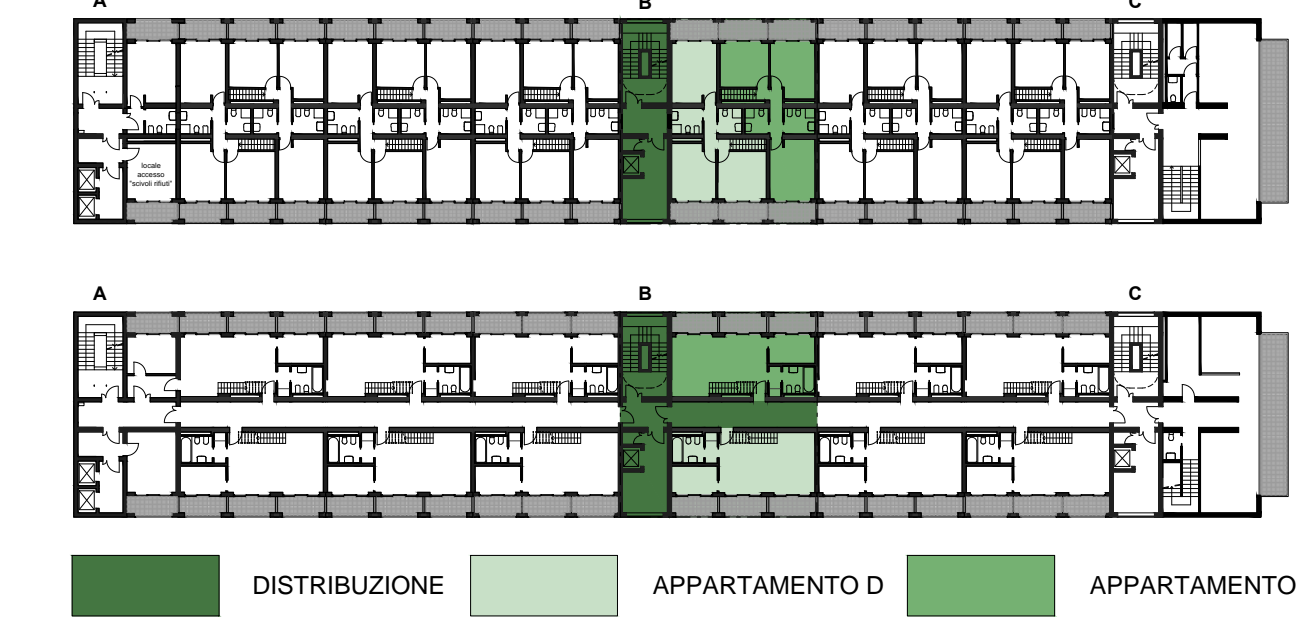 A B C
locale
accesso
"scivoli rifiuti"
A B C
DISTRIBUZIONE APPARTAMENTO D APPARTAMENTO